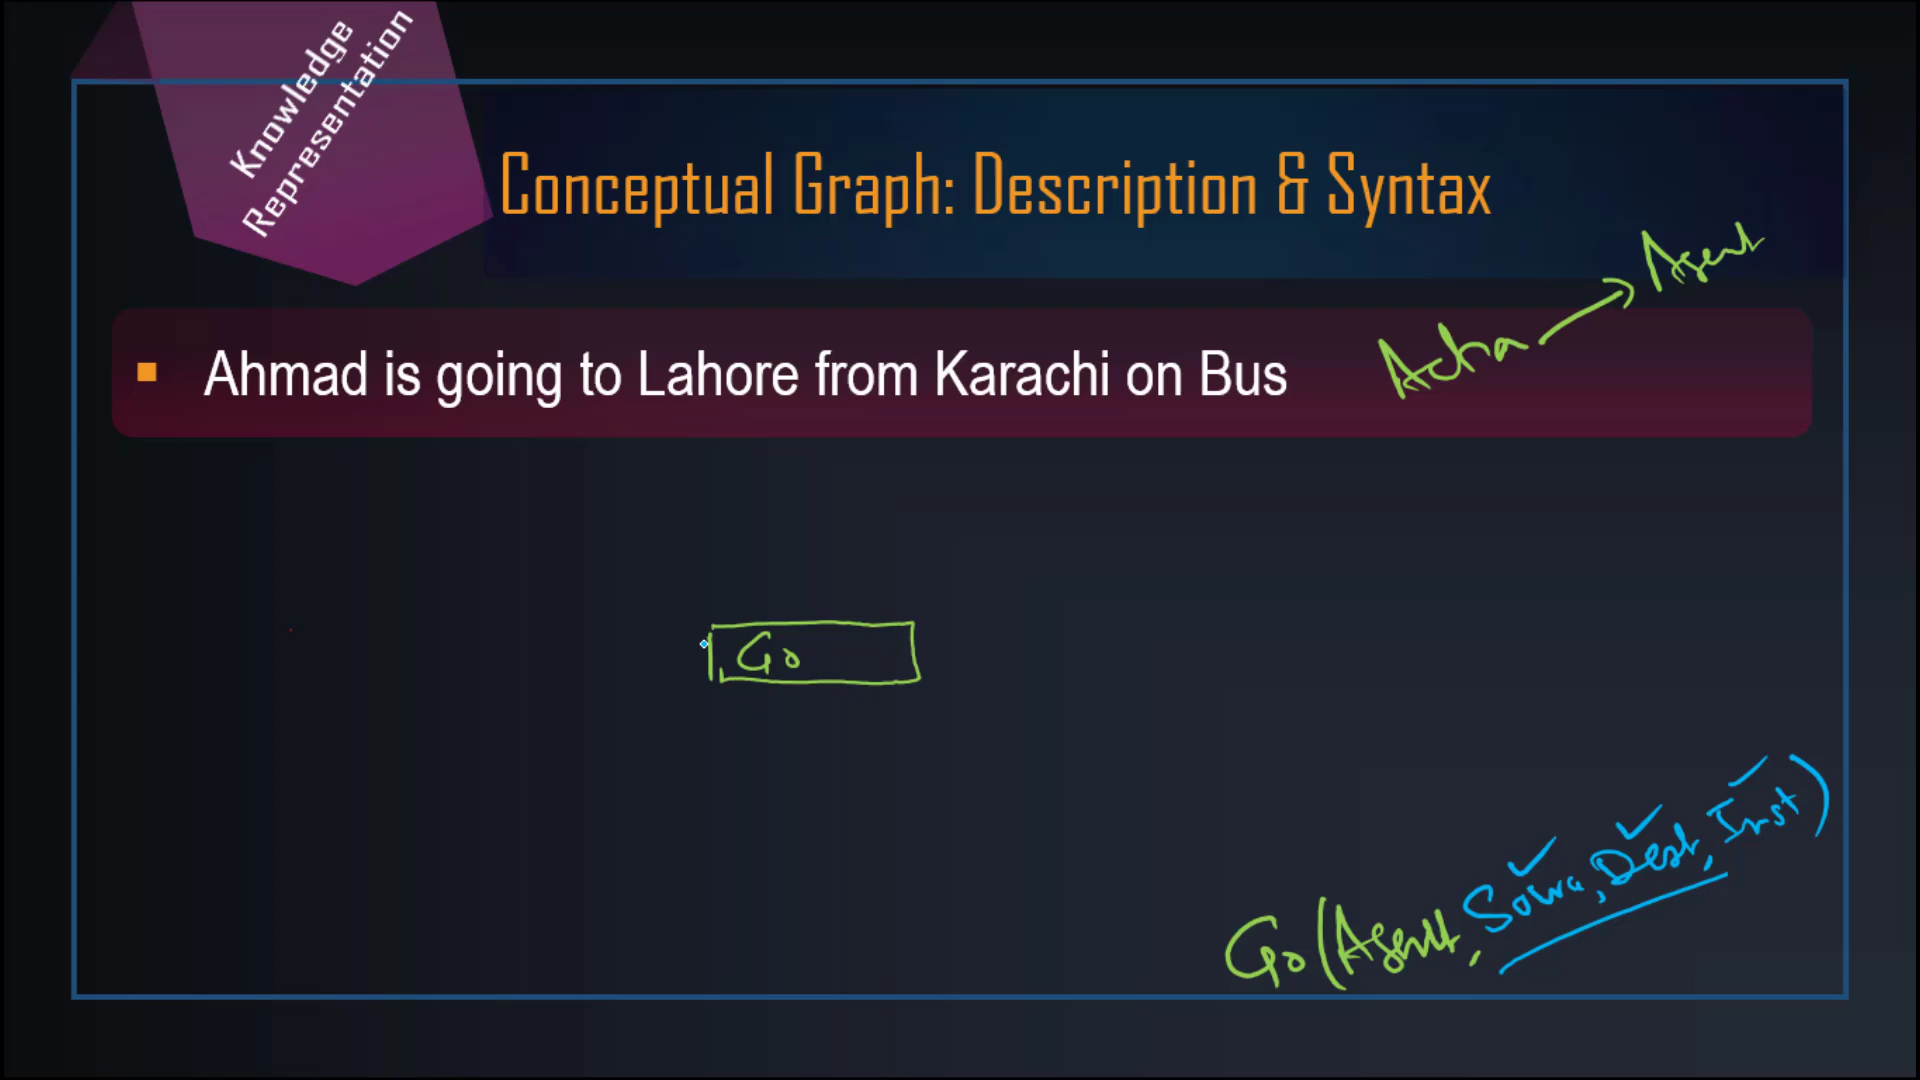 Knowledge
Representation
Conceptual Graph: Description & Syntax
Agent
▪ Ahmad is going to Lahore from Karachi on Bus
Go
Go(Agent, Source, Dest, Inst)